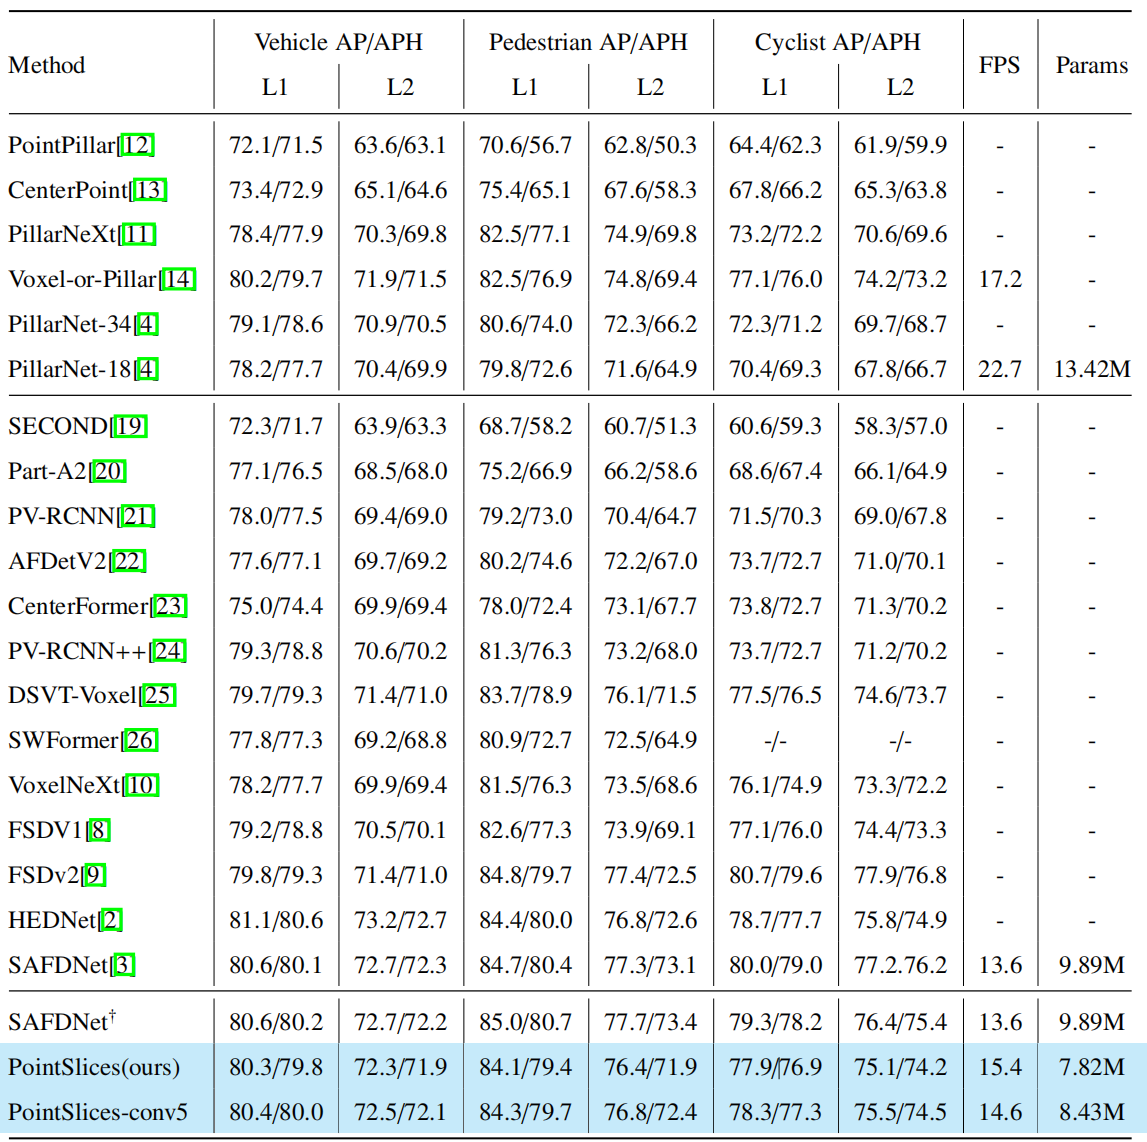 Method Vehicle AP/APH Pedestrian AP/APH Cyclist AP/APH FPS Params
L1 L2 L1 L2 L1 L2
PointPillar[12] 72.1/71.5 63.6/63.1 70.6/56.7 62.8/50.3 64.4/62.3 61.9/59.9 - -
CenterPoint[13] 73.4/72.9 65.1/64.6 75.4/65.1 67.6/58.3 67.8/66.2 65.3/63.8 - -
PillarNeXt[11] 78.4/77.9 70.3/69.8 82.5/77.1 74.9/69.8 73.2/72.2 70.6/69.6 - -
Voxel-or-Pillar[14] 80.2/79.7 71.9/71.5 82.5/76.9 74.8/69.4 77.1/76.0 74.2/73.2 17.2 -
PillarNet-34[4] 79.1/78.6 70.9/70.5 80.6/74.0 72.3/66.2 72.3/71.2 69.7/68.7 - -
PillarNet-18[4] 78.2/77.7 70.4/69.9 79.8/72.6 71.6/64.9 70.4/69.3 67.8/66.7 22.7 13.42M
SECOND[19] 72.3/71.7 63.9/63.3 68.7/58.2 60.7/51.3 60.6/59.3 58.3/57.0 - -
Part-A2[20] 77.1/76.5 68.5/68.0 75.2/66.9 66.2/58.6 68.6/67.4 66.1/64.9 - -
PV-RCNN[21] 78.0/77.5 69.4/69.0 79.2/73.0 70.4/64.7 71.5/70.3 69.0/67.8 - -
AFDetV2[22] 77.6/77.1 69.7/69.2 80.2/74.6 72.2/67.0 73.7/72.7 71.0/70.1 - -
CenterFormer[23] 75.0/74.4 69.9/69.4 78.0/72.4 73.1/67.7 73.8/72.7 71.3/70.2 - -
PV-RCNN++[24] 79.3/78.8 70.6/70.2 81.3/76.3 73.2/68.0 73.7/72.7 71.2/70.2 - -
DSVT-Voxel[25] 79.7/79.3 71.4/71.0 83.7/78.9 76.1/71.5 77.5/76.5 74.6/73.7 - -
SWFormer[26] 77.8/77.3 69.2/68.8 80.9/72.7 72.5/64.9 -/- -/- - -
VoxelNeXt[10] 78.2/77.7 69.9/69.4 81.5/76.3 73.5/68.6 76.1/74.9 73.3/72.2 - -
FSDV1[8] 79.2/78.8 70.5/70.1 82.6/77.3 73.9/69.1 77.1/76.0 74.4/73.3 - -
FSDv2[9] 79.8/79.3 71.4/71.0 84.8/79.7 77.4/72.5 80.7/79.6 77.9/76.8 - -
HEDNet[2] 81.1/80.6 73.2/72.7 84.4/80.0 76.8/72.6 78.7/77.7 75.8/74.9 - -
SAFDNet[3] 80.6/80.1 72.7/72.3 84.7/80.4 77.3/73.1 80.0/79.0 77.2.76.2 13.6 9.89M
SAFDNet† 80.6/80.2 72.7/72.2 85.0/80.7 77.7/73.4 79.3/78.2 76.4/75.4 13.6 9.89M
PointSlices(ours) 80.3/79.8 72.3/71.9 84.1/79.4 76.4/71.9 77.9/76.9 75.1/74.2 15.4 7.82M
PointSlices-conv5 80.4/80.0 72.5/72.1 84.3/79.7 76.8/72.4 78.3/77.3 75.5/74.5 14.6 8.43M